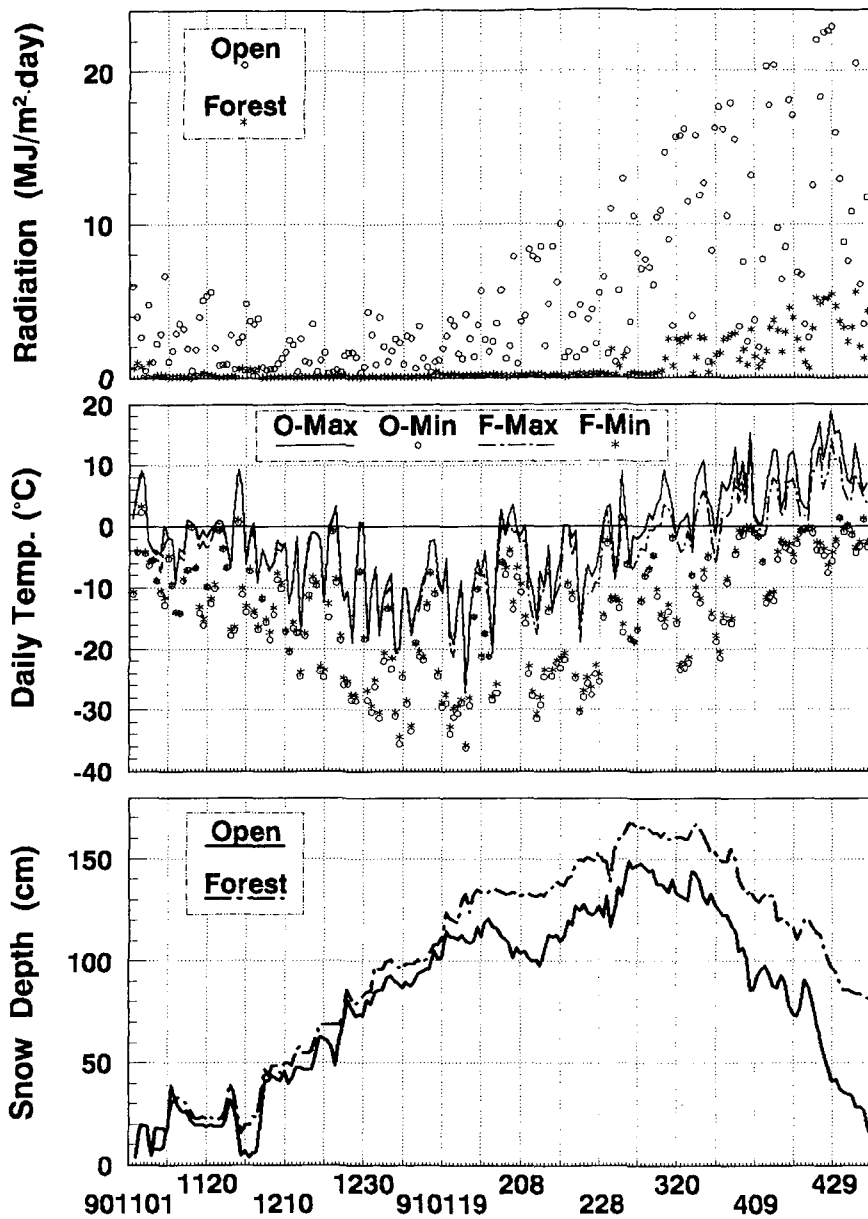 Radiation (MJ/m²·day)
20
10
0
Open
Forest
Daily Temp. (°C)
20
10
0
-10
-20
-30
-40
O-Max O-Min F-Max F-Min
Snow Depth (cm)
150
100
50
0
Open
Forest
1120 1230 208 320 429
901101 1210 910119 228 409